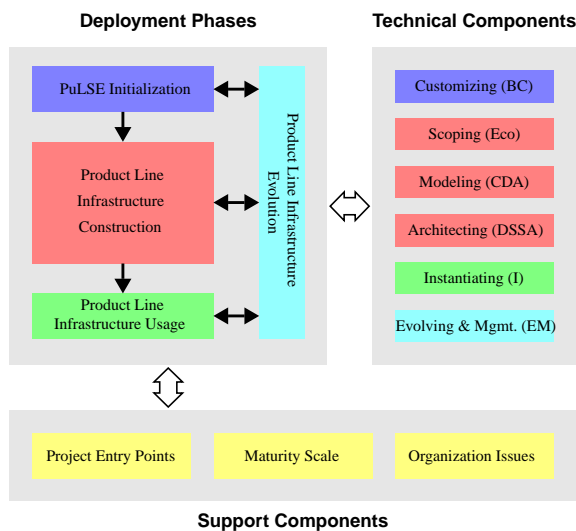 Deployment Phases
PuLSE Initialization
Product Line
Infrastructure
Construction
Product Line
Infrastructure Usage
Product Line Infrastructure
Evolution
Technical Components
Customizing (BC)
Scoping (Eco)
Modeling (CDA)
Architecting (DSSA)
Instantiating (I)
Evolving & Mgmt. (EM)
Project Entry Points
Maturity Scale
Organization Issues
Support Components